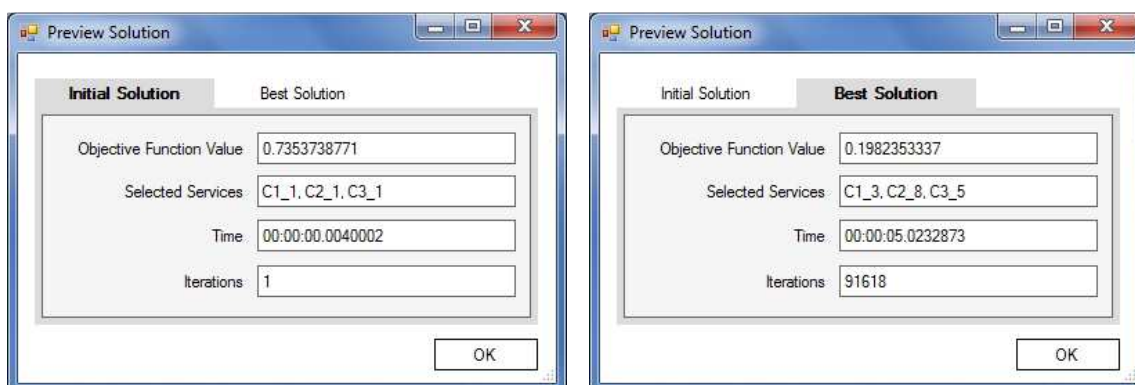 Preview Solution
Initial Solution Best Solution
Objective Function Value 0.7353738771
Selected Services C1_1, C2_1, C3_1
Time 00:00:00.0040002
Iterations 1
OK
Preview Solution
Initial Solution Best Solution
Objective Function Value 0.1982353337
Selected Services C1_3, C2_8, C3_5
Time 00:00:05.0232873
Iterations 91618
OK